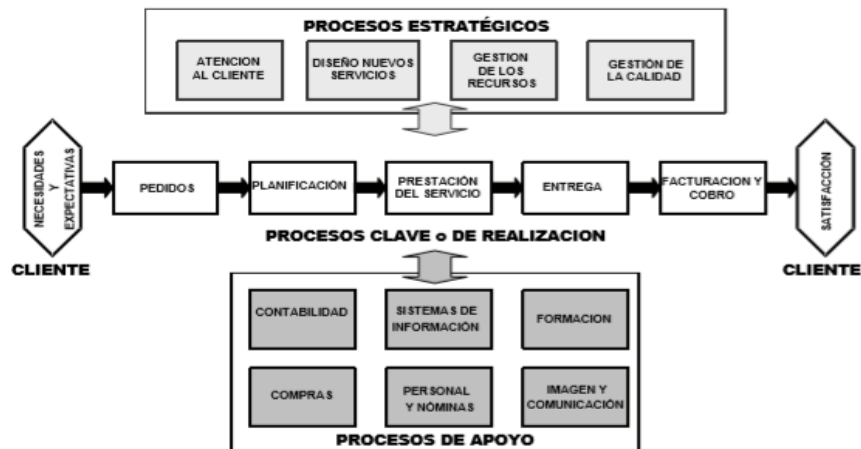 PROCESOS ESTRATÉGICOS
ATENCION
AL CLIENTE
DISEÑO NUEVOS
SERVICIOS
GESTION
DE LOS
RECURSOS
GESTIÓN DE
LA CALIDAD
NECESIDADES
Y
EXPECTATIVAS
CLIENTE
PEDIDOS
PLANIFICACIÓN
PRESTACIÓN
DEL SERVICIO
ENTREGA
FACTURACION Y
COBRO
SATISFACCIÓN
CLIENTE
PROCESOS CLAVE o DE REALIZACION
CONTABILIDAD
SISTEMAS DE
INFORMACIÓN
FORMACION
COMPRAS
PERSONAL
Y NÓMINAS
IMAGEN Y
COMUNICACIÓN
PROCESOS DE APOYO